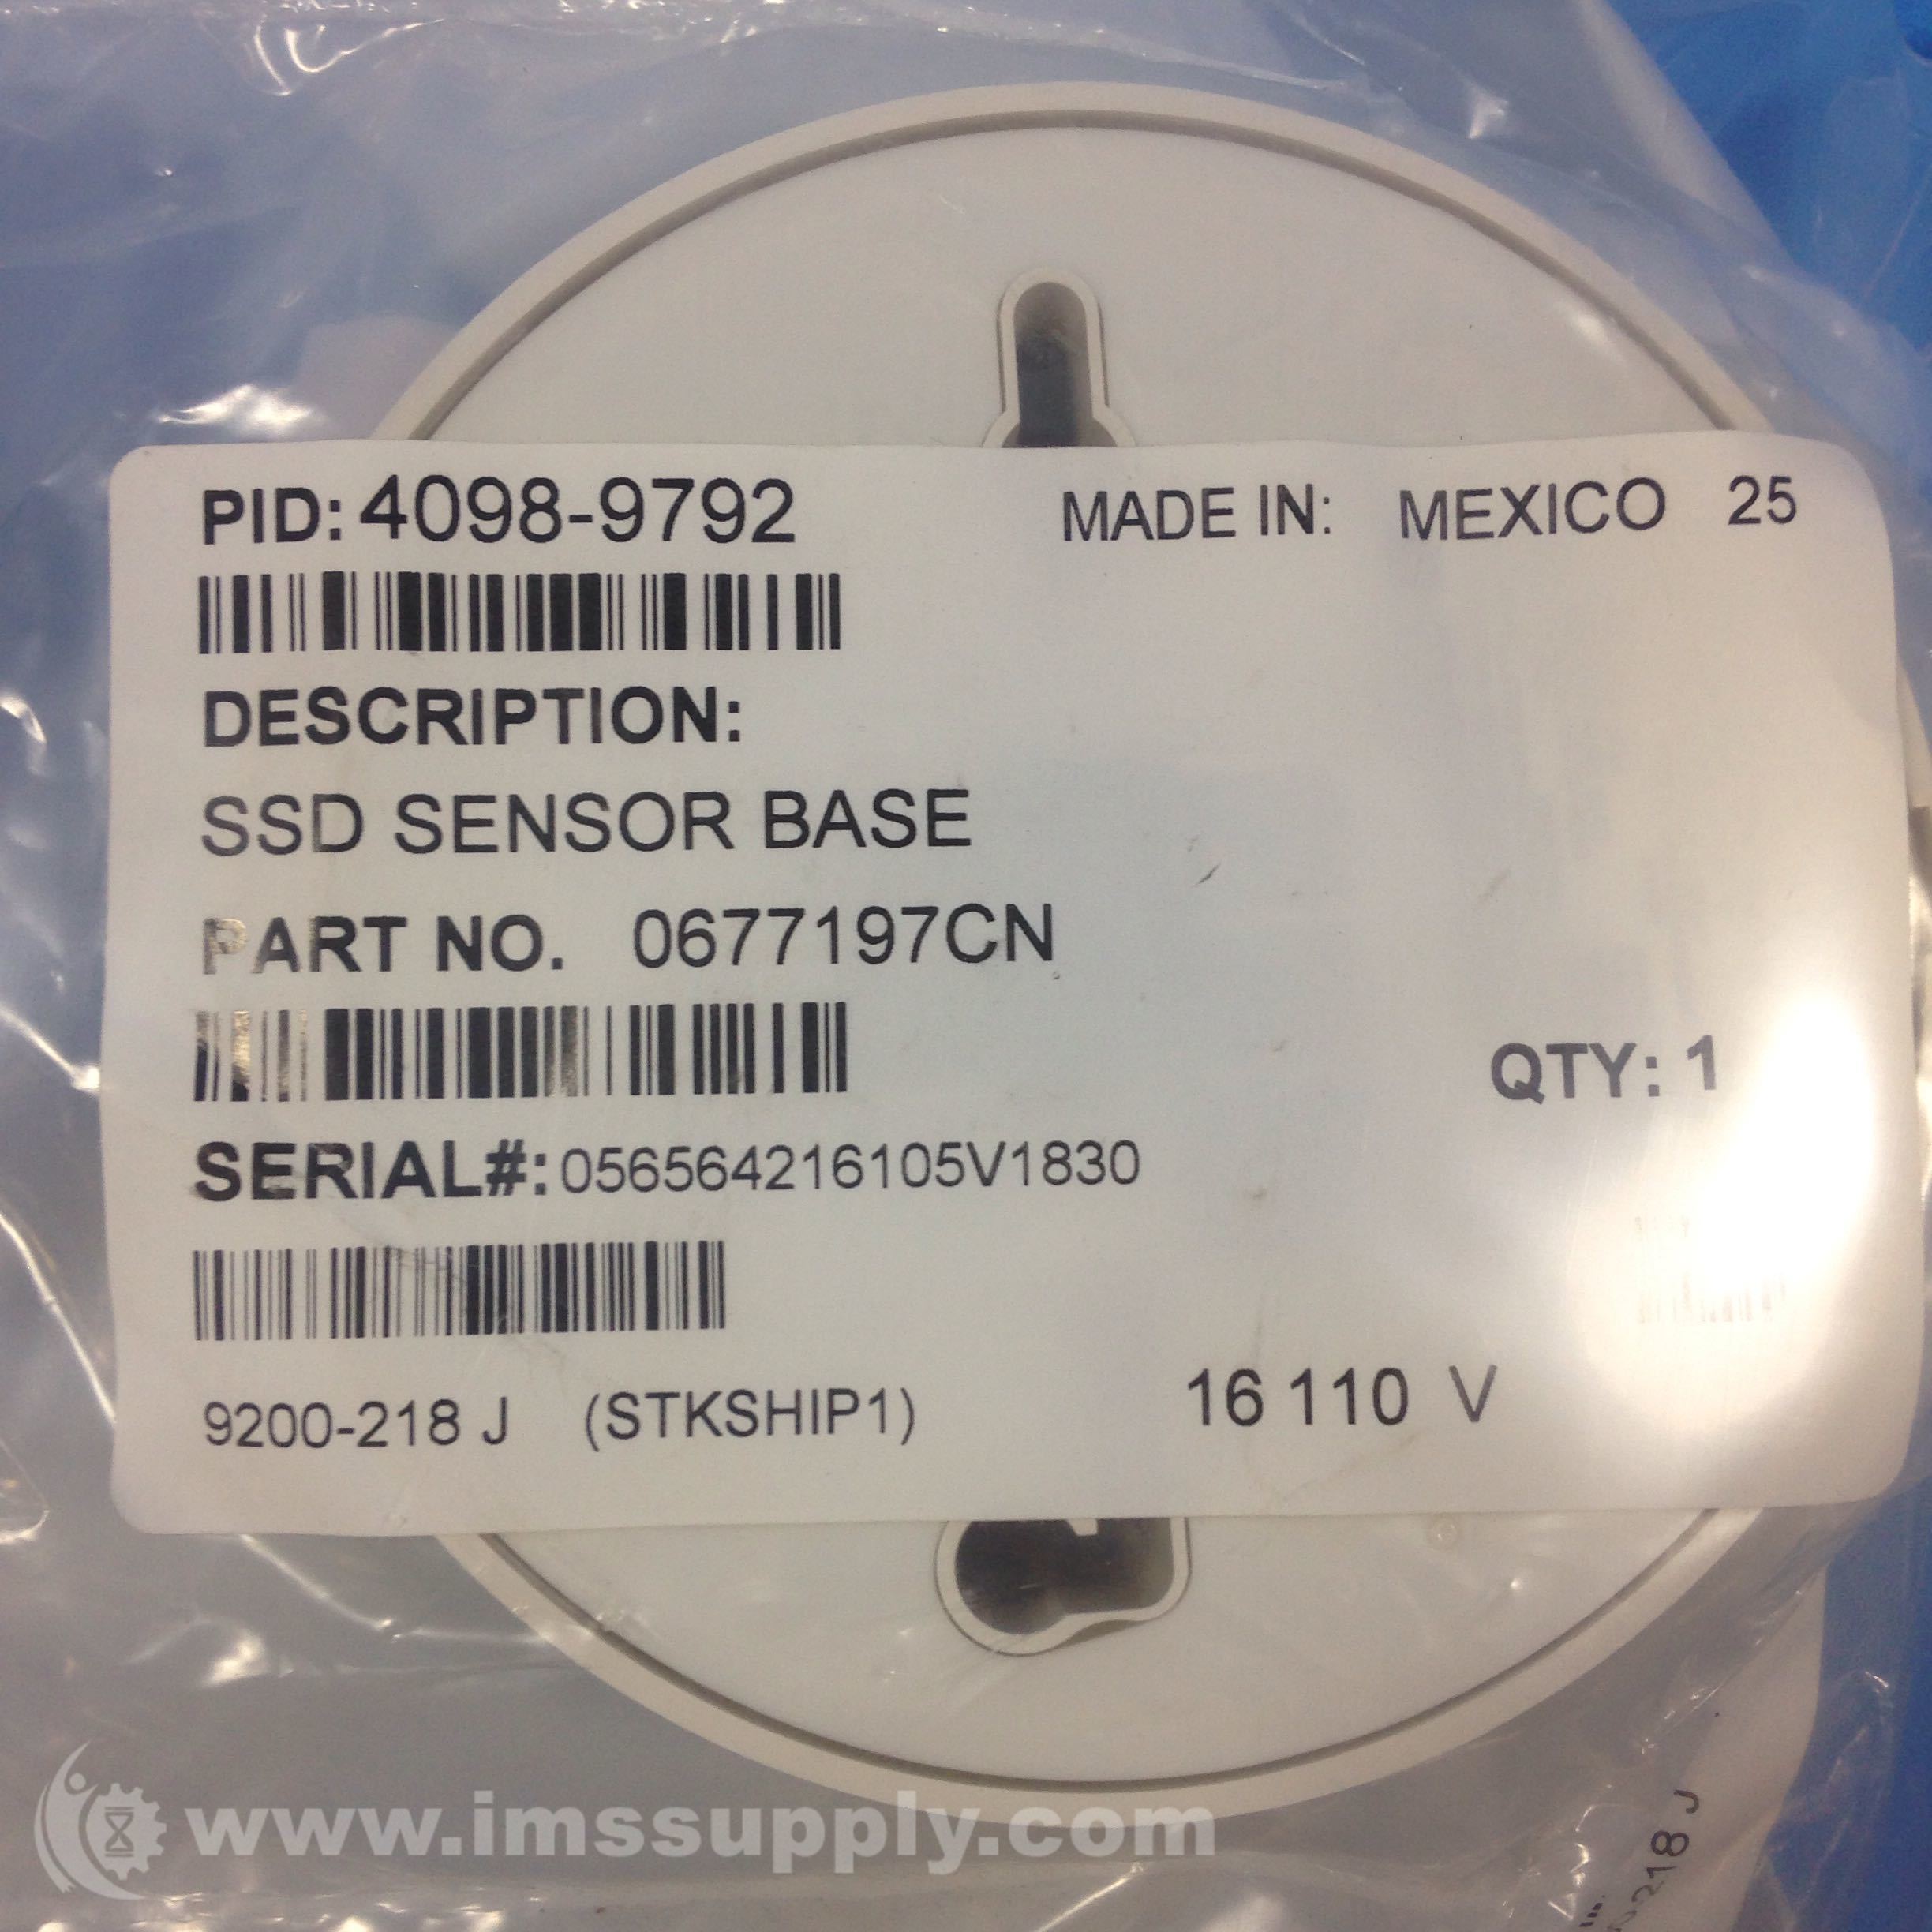 PID: 4098-9792 MADE IN: MEXICO 25
DESCRIPTION:
SSD SENSOR BASE
PART NO. 0677197CN
QTY: 1
SERIAL#: 056564216105V1830
9200-218 J (STKSHIP1) 16 110 V
www.imssupply.com
218 J